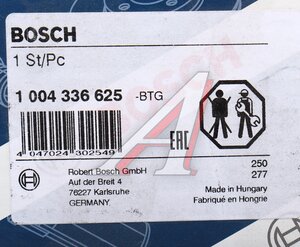 BOSCH
1 St/Pc
1 004 336 625 -BTG
4 047024 302549
EAC
Robert Bosch GmbH
Auf der Breit 4
76227 Karlsruhe
GERMANY.
250
277
Made in Hungary
Fabriqué en Hongrie